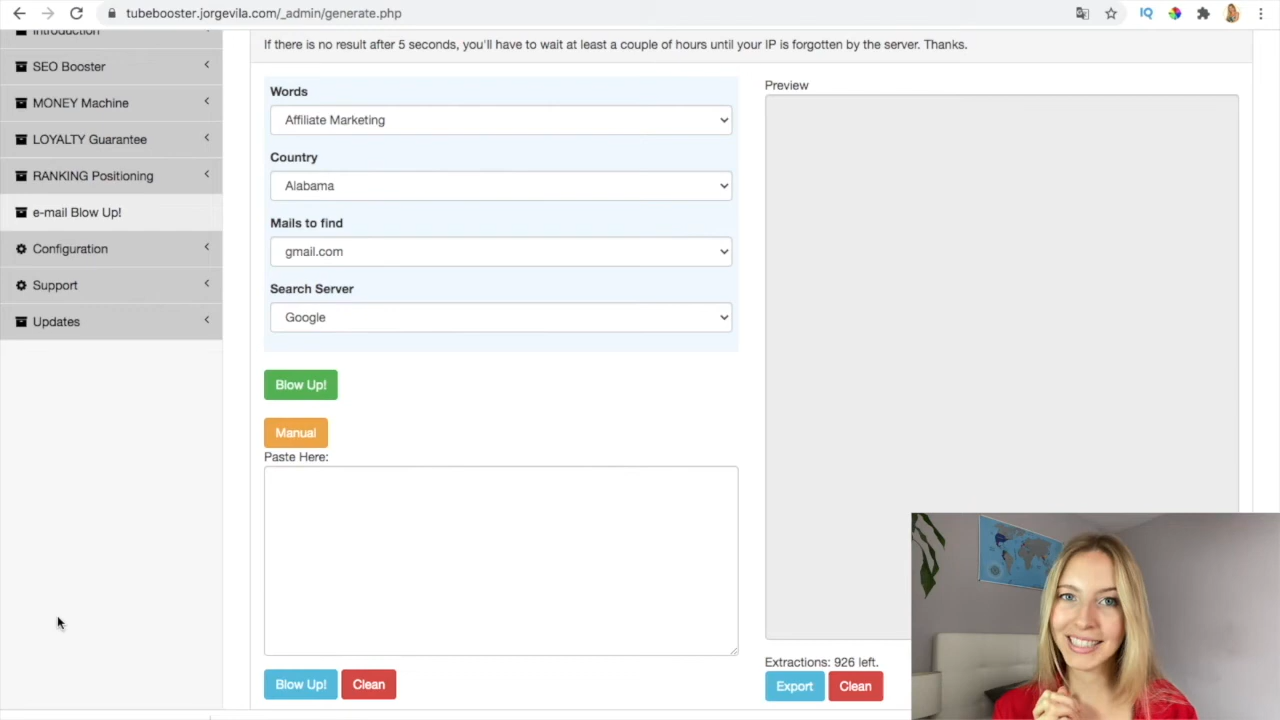 tubebooster.jorgevila.com/_admin/generate.php
IQ
Introduction
SEO Booster
MONEY Machine
LOYALTY Guarantee
RANKING Positioning
e-mail Blow Up!
Configuration
Support
Updates
If there is no result after 5 seconds, you'll have to wait at least a couple of hours until your IP is forgotten by the server. Thanks.
Words
Affiliate Marketing
Country
Alabama
Mails to find
gmail.com
Search Server
Google
Blow Up!
Manual
Paste Here:
Blow Up!
Clean
Preview
Extractions: 926 left.
Export
Clean